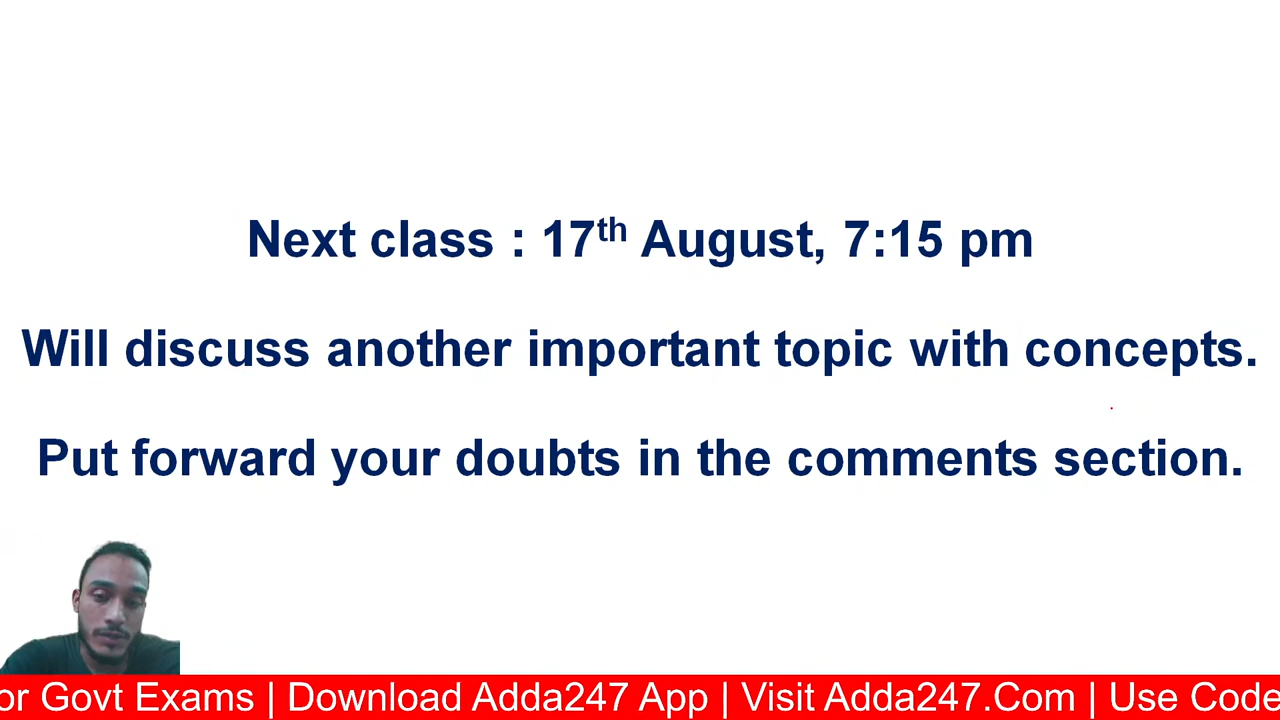 Next class : 17th August, 7:15 pm
Will discuss another important topic with concepts.
Put forward your doubts in the comments section.
or Govt Exams | Download Adda247 App | Visit Adda247.Com | Use Code